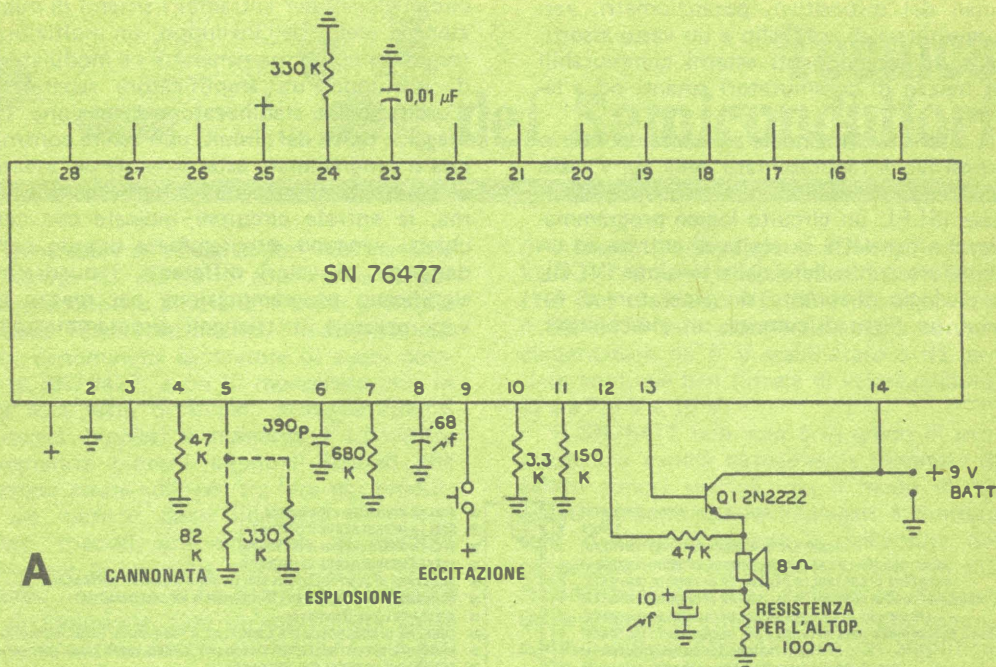 330 K
0,01 µF
+
28 27 26 25 24 23 22 21 20 19 18 17 16 15
SN 76477
1 2 3 4 5 6 7 8 9 10 11 12 13 14
+
47 K
390p
680 K
.68 µf
3.3 K
150 K
Q1 2N2222
+ 9 V
BATT
82 K
330 K
+
47 K
8 Ω
A
CANNONATA
ESPLOSIONE
ECCITAZIONE
10 µf
+
RESISTENZA
PER L'ALTOP.
100 Ω